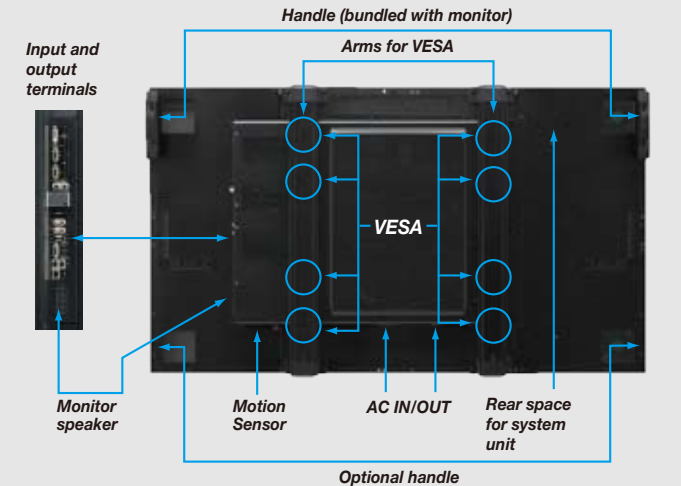 Handle (bundled with monitor)
Input and
output
terminals
Arms for VESA
VESA
Monitor
speaker
Motion
Sensor
AC IN/OUT
Rear space
for system
unit
Optional handle